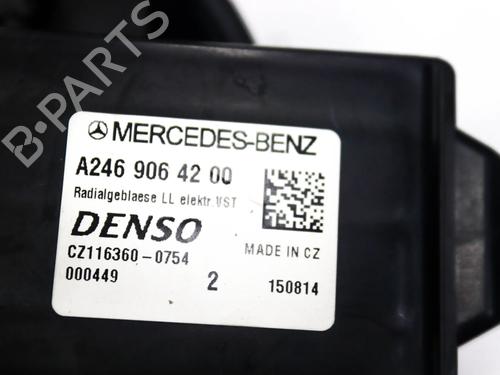 B-PARTS
MERCEDES-BENZ
A246 906 42 00
Radialgeblaese LL elektr.VST
DENSO
MADE IN CZ
CZ116360-0754
000449 2 150814